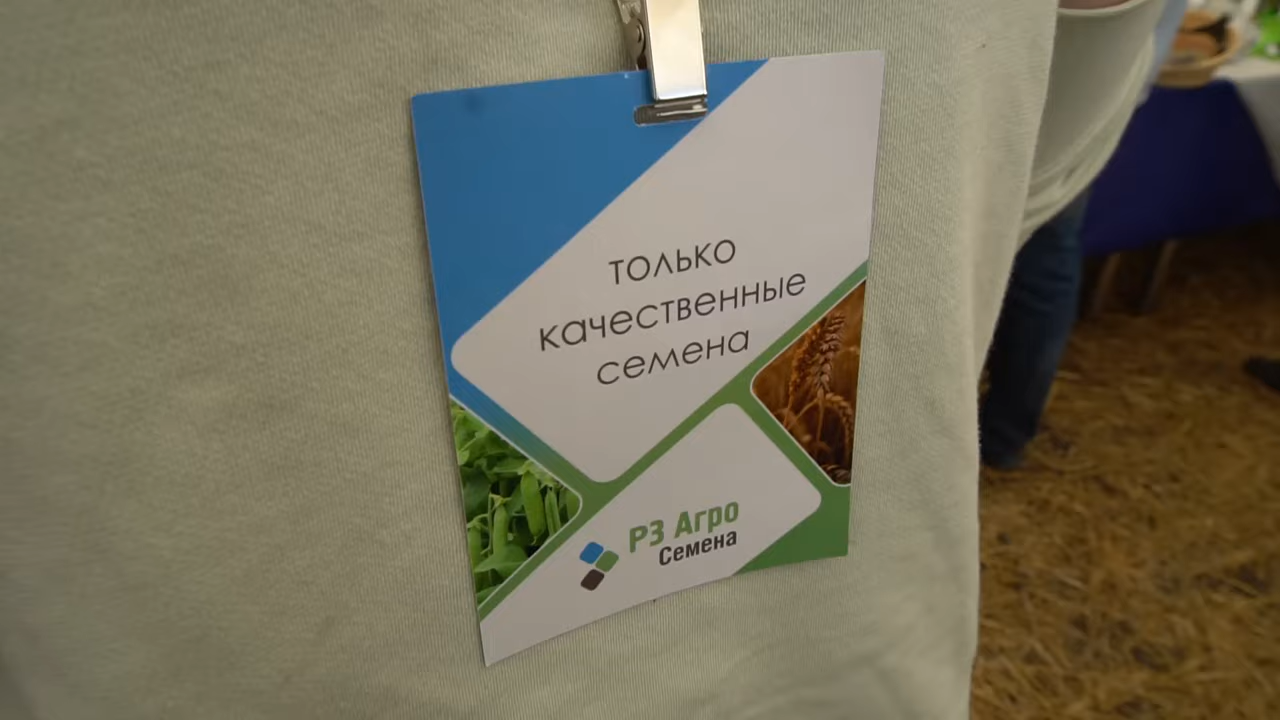 только
качественные
семена
РЗ Агро
Семена